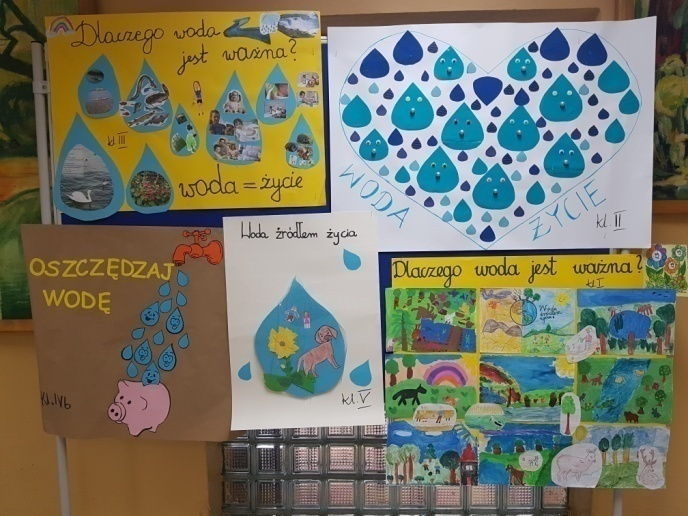 Dlaczego woda
jest ważna?
kl III
woda = życie
WODA
ŻYCIE
kl II
OSZCZĘDZAJ
WODĘ
kl. IVb
Woda źródłem życia
kl. V
Dlaczego woda jest ważna?
kl I